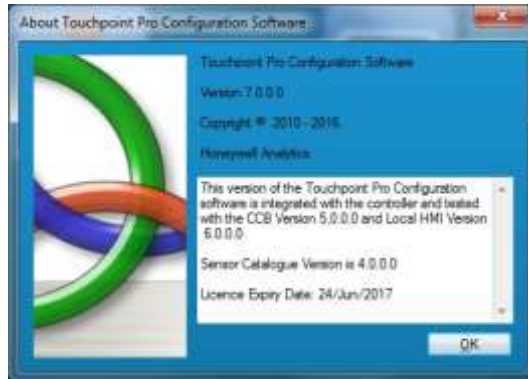 About Touchpoint Pro Configuration Software
Touchpoint Pro Configuration Software
Version 7.0.0.0
Copyright © 2010 - 2016
Honeywell Analytics
This version of the Touchpoint Pro Configuration
software is integrated with the controller and tested
with the CCB Version 5.0.0.0 and Local HMI Version
6.0.0.0
Sensor Catalogue Version is 4.0.0.0
Licence Expiry Date: 24/Jun/2017
OK